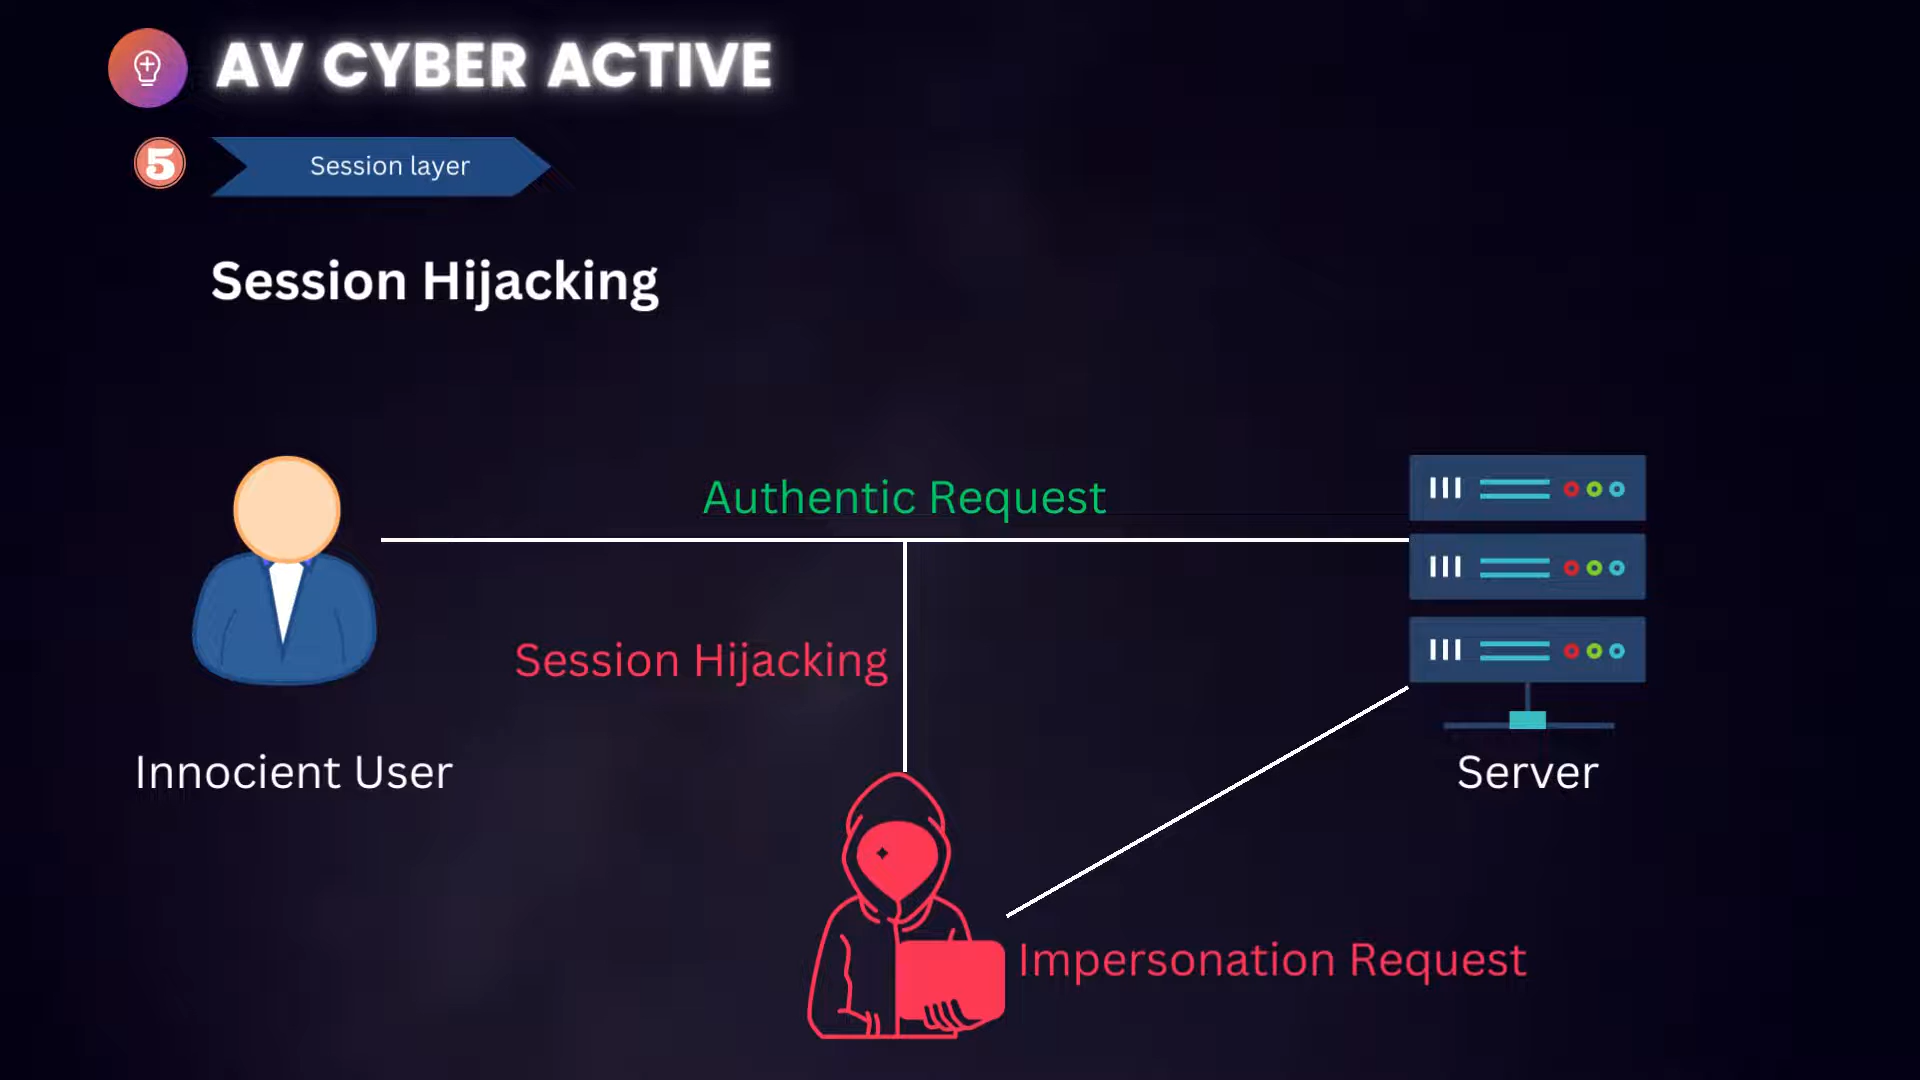 AV CYBER ACTIVE
5
Session layer
Session Hijacking
Authentic Request
Session Hijacking
Innocient User
Server
Impersonation Request